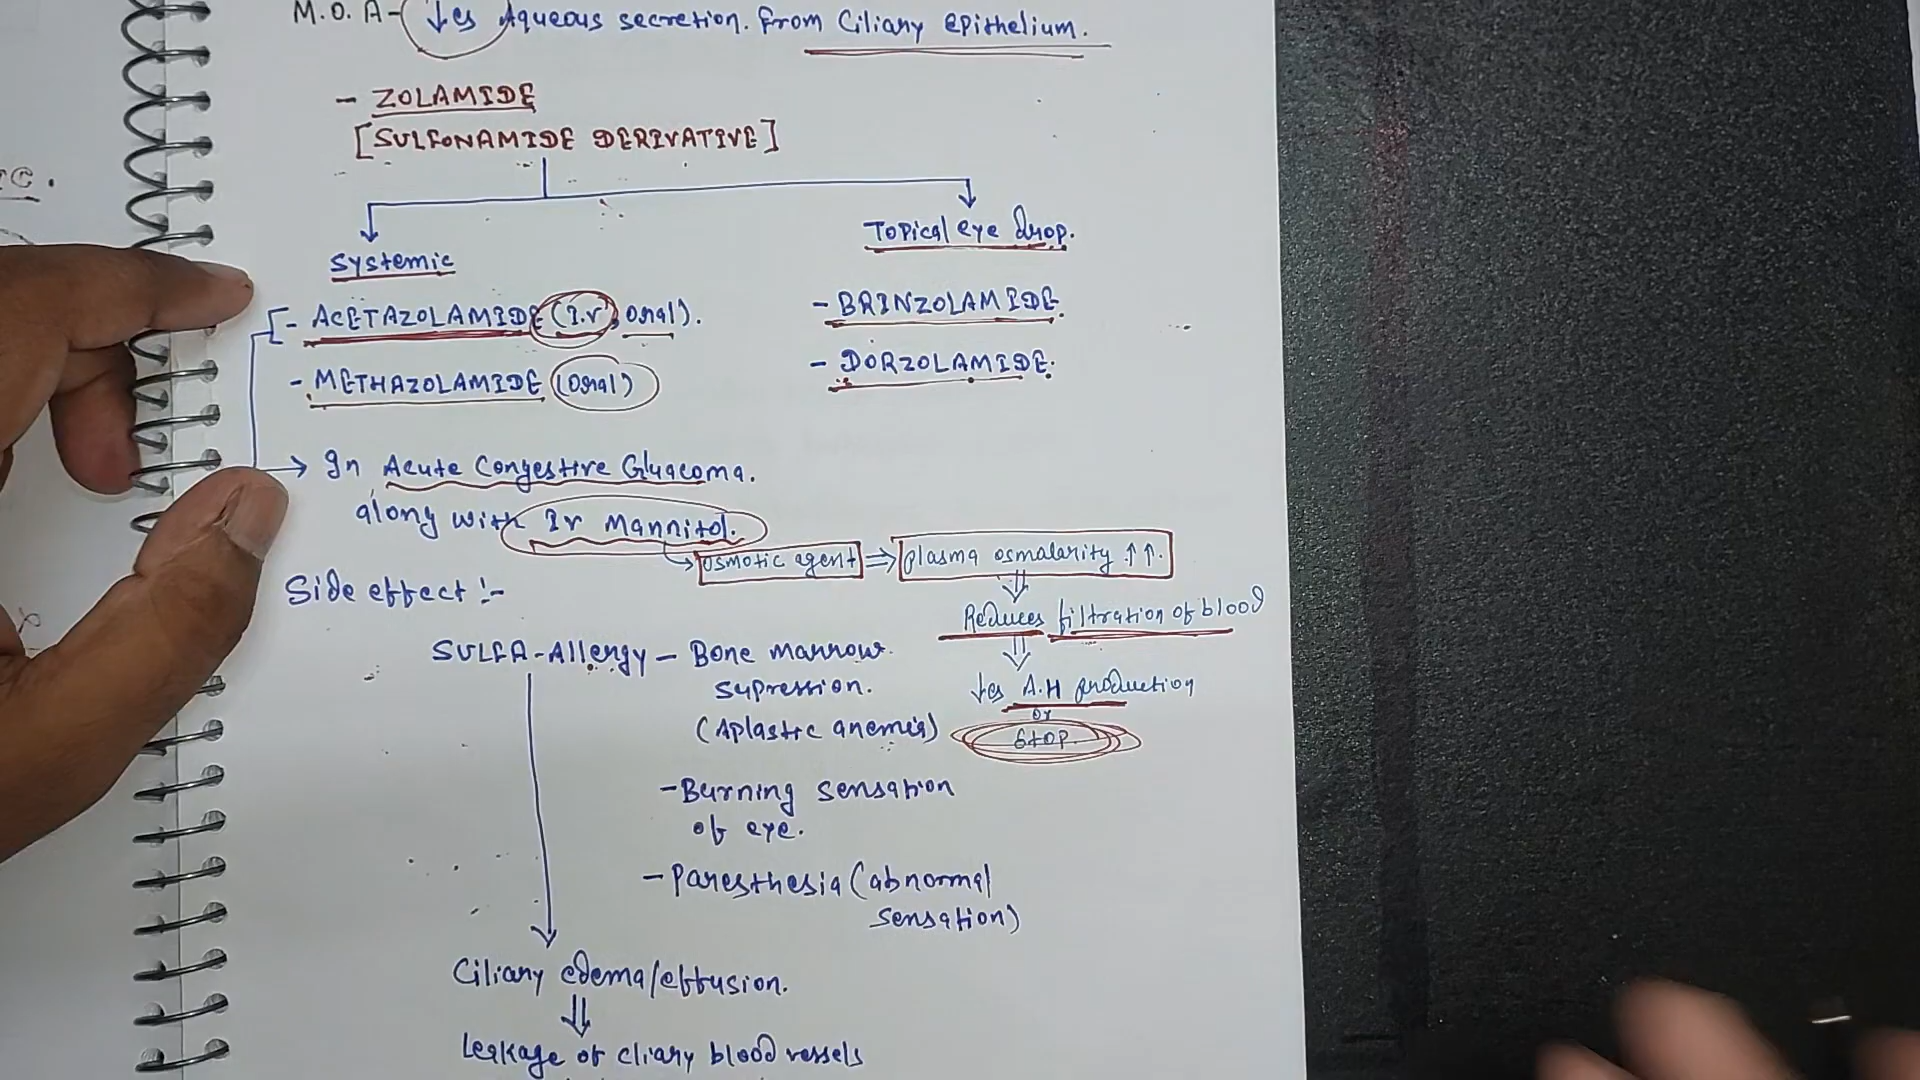 M.O.A- ↓es Aqueous secretion. From Ciliary epithelium.
- ZOLAMIDE
[SULFONAMIDE DERIVATIVE]
Systemic
Topical eye drop.
- ACETAZOLAMIDE (I.V, oral).
- METHAZOLAMIDE (oral)
- BRINZOLAMIDE.
- DORZOLAMIDE.
→ In Acute Congestive Gluacoma.
along with Iv Mannitol.
→ osmotic agent ⇒ plasma osmalarity ↑↑.
Reduces filtration of blood
↓es A.H production
or
Stop
Side effect :-
SULFA-Allergy - Bone marrow
supression.
(Aplastic anemia)
- Burning sensation
of eye.
- Paresthesia (abnormal
sensation)
Ciliary edema/effusion.
Leakage of cliary blood vessels